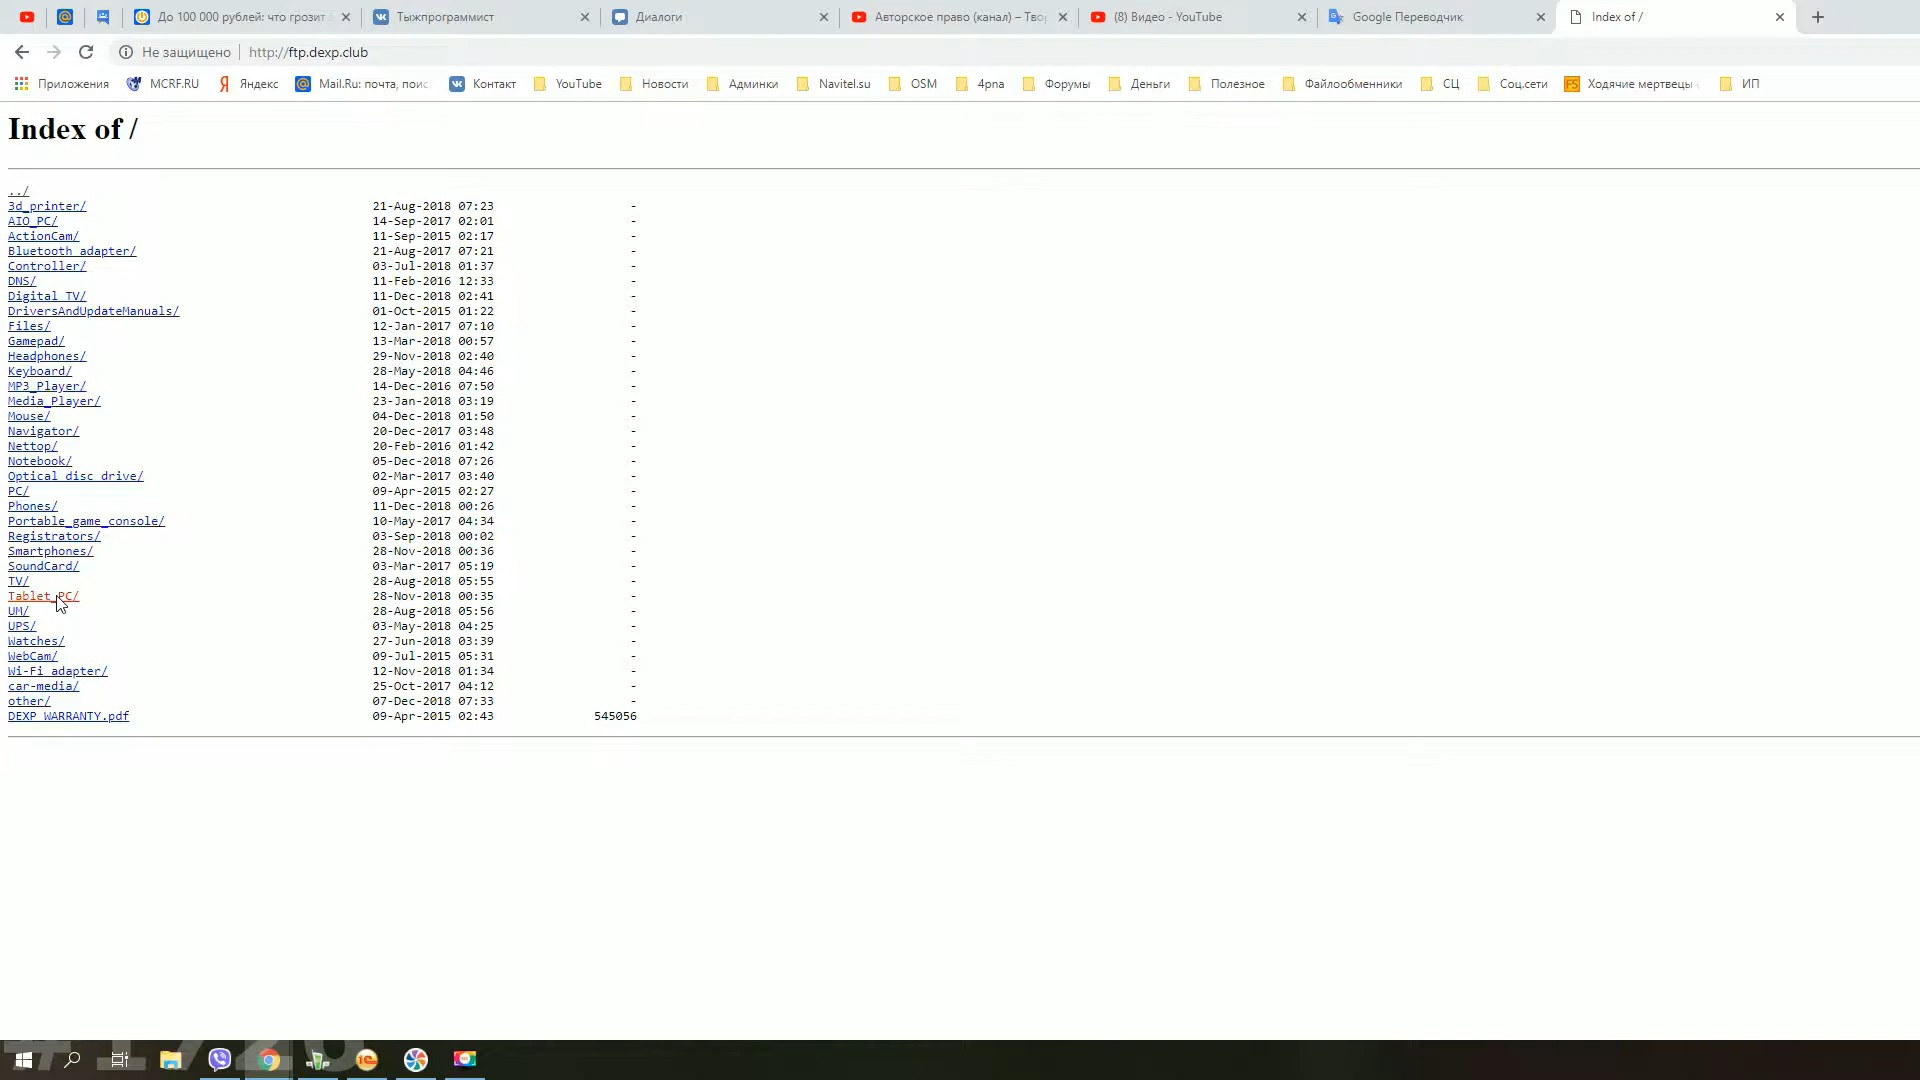 До 100 000 рублей: что грозит Тыжпрограммист Диалоги Авторское право (канал) – Тво (8) Видео - YouTube Google Переводчик Index of /
Не защищено http://ftp.dexp.club
Приложения MCRF.RU Яндекс Mail.Ru: почта, поис Контакт YouTube Новости Админки Navitel.su OSM 4pna Форумы Деньги Полезное Файлообменники СЦ Соц.сети FS Ходячие мертвецы ИП
Index of /
../
3d_printer/ 21-Aug-2018 07:23 -
AIO_PC/ 14-Sep-2017 02:01 -
ActionCam/ 11-Sep-2015 02:17 -
Bluetooth adapter/ 21-Aug-2017 07:21 -
Controller/ 03-Jul-2018 01:37 -
DNS/ 11-Feb-2016 12:33 -
Digital TV/ 11-Dec-2018 02:41 -
DriversAndUpdateManuals/ 01-Oct-2015 01:22 -
Files/ 12-Jan-2017 07:10 -
Gamepad/ 13-Mar-2018 00:57 -
Headphones/ 29-Nov-2018 02:40 -
Keyboard/ 28-May-2018 04:46 -
MP3_Player/ 14-Dec-2016 07:50 -
Media_Player/ 23-Jan-2018 03:19 -
Mouse/ 04-Dec-2018 01:50 -
Navigator/ 20-Dec-2017 03:48 -
Nettop/ 20-Feb-2016 01:42 -
Notebook/ 05-Dec-2018 07:26 -
Optical disc drive/ 02-Mar-2017 03:40 -
PC/ 09-Apr-2015 02:27 -
Phones/ 11-Dec-2018 00:26 -
Portable_game_console/ 10-May-2017 04:34 -
Registrators/ 03-Sep-2018 00:02 -
Smartphones/ 28-Nov-2018 00:36 -
SoundCard/ 03-Mar-2017 05:19 -
TV/ 28-Aug-2018 05:55 -
Tablet_PC/ 28-Nov-2018 00:35 -
UM/ 28-Aug-2018 05:56 -
UPS/ 03-May-2018 04:25 -
Watches/ 27-Jun-2018 03:39 -
WebCam/ 09-Jul-2015 05:31 -
Wi-Fi adapter/ 12-Nov-2018 01:34 -
car-media/ 25-Oct-2017 04:12 -
other/ 07-Dec-2018 07:33 -
DEXP WARRANTY.pdf 09-Apr-2015 02:43 545056